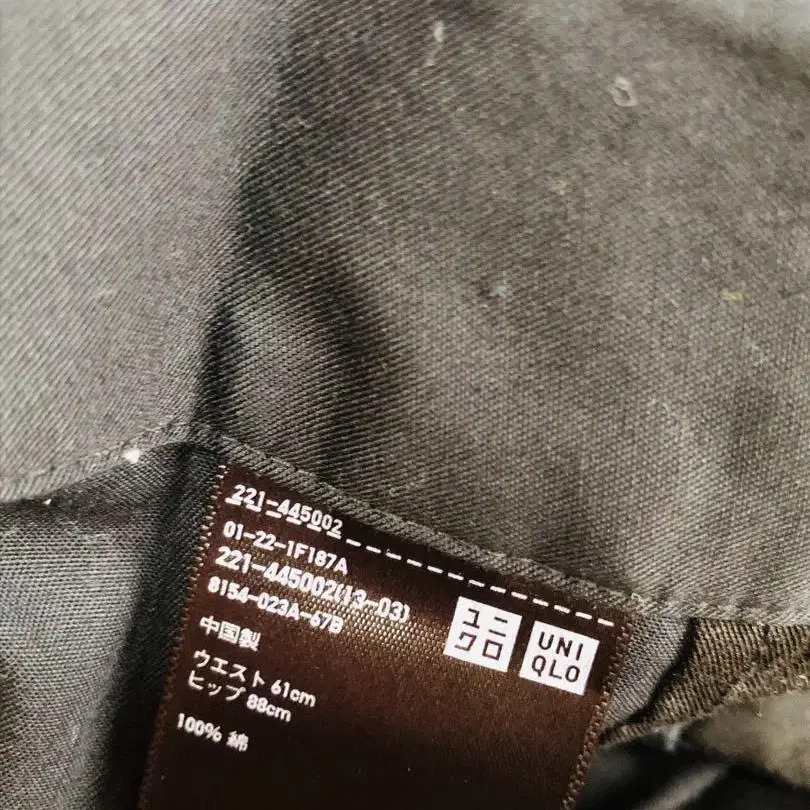 221-445002
01-22-1F187A
221-445002(13-03)
8154-023A-67B
中国製
ウエスト 61cm
ヒップ 88cm
100% 綿
ユニ
クロ
UNI
QLO